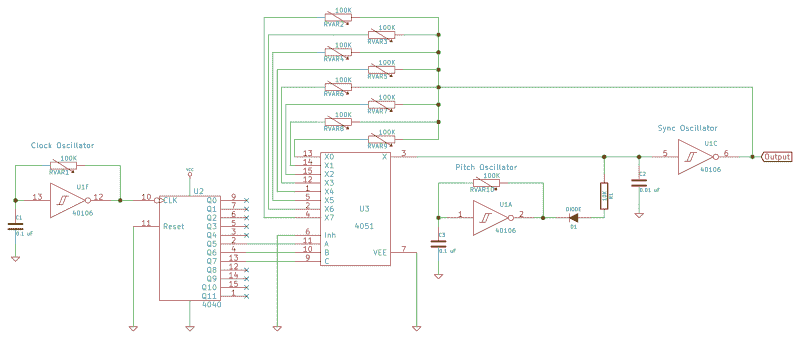 100K
RVAR2
100K
RVAR3
100K
RVAR4
100K
RVAR5
100K
RVAR6
100K
RVAR7
100K
RVAR8
100K
RVAR9
Clock Oscillator
100K
RVAR1
U1F
13
12
40106
C1
0.1 uF
VCC
U2
10
CLK
11
Reset
Q0
9
Q1
7
Q2
6
Q3
5
Q4
3
Q5
2
Q6
4
Q7
13
Q8
12
Q9
14
Q10
15
Q11
1
4040
13
X0
14
X1
15
X2
12
X3
1
X4
5
X5
2
X6
4
X7
6
Inh
11
A
10
B
9
C
X
3
U3
4051
VEE
7
Pitch Oscillator
100K
RVAR10
U1A
1
2
40106
C3
0.1 uF
DIODE
D1
10K
R1
C2
0.01 uF
Sync Oscillator
U1C
5
6
40106
Output